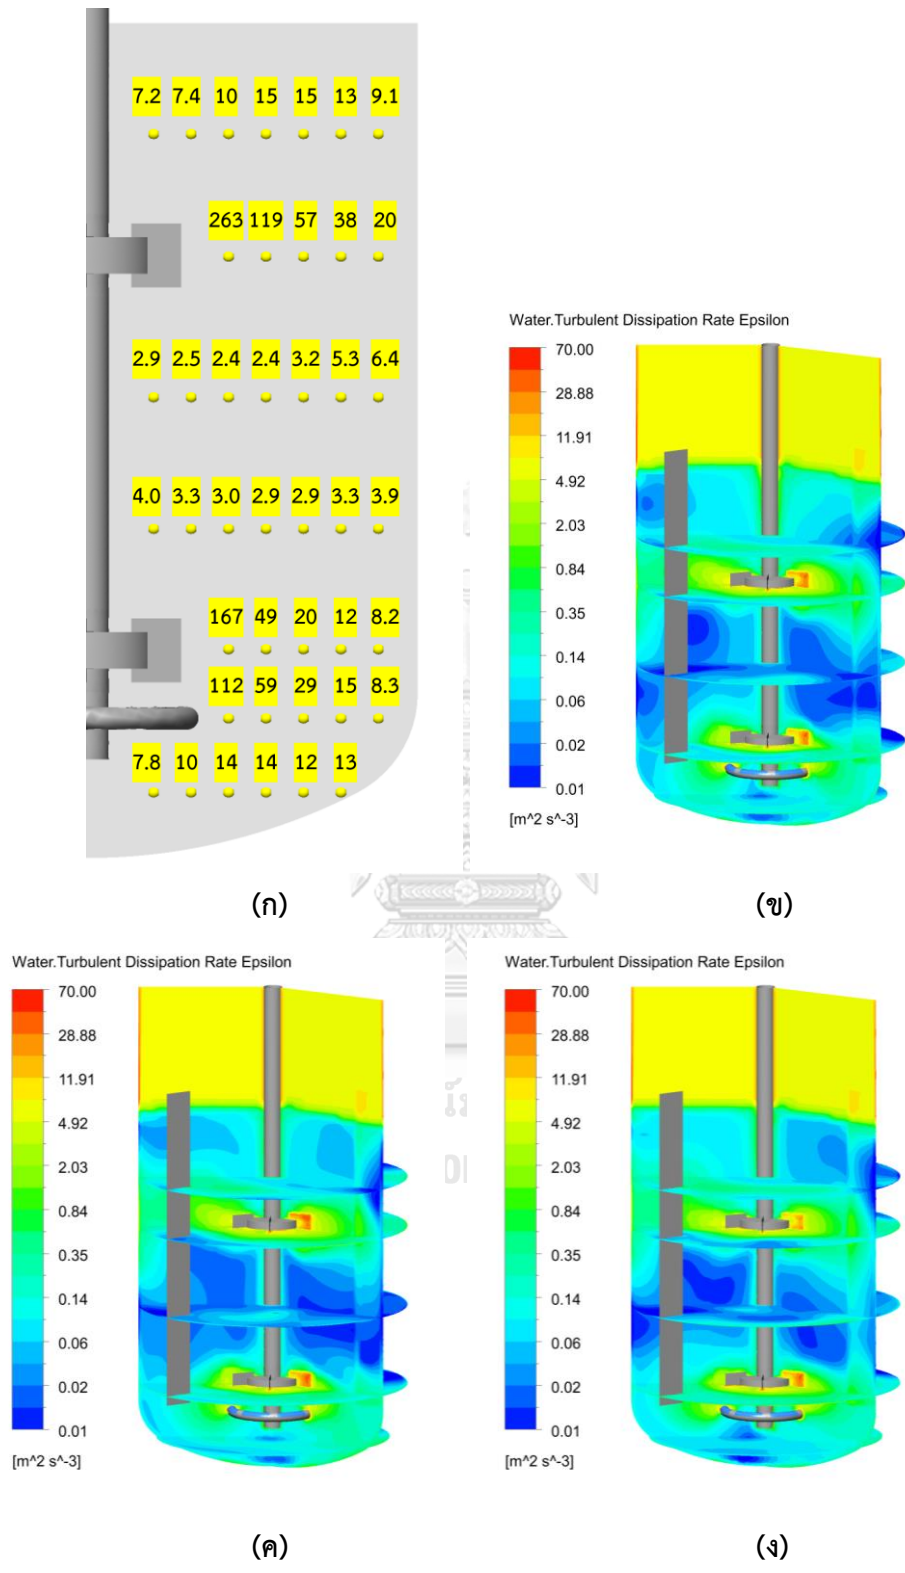 7.2 7.4 10 15 15 13 9.1
263 119 57 38 20
2.9 2.5 2.4 2.4 3.2 5.3 6.4
4.0 3.3 3.0 2.9 2.9 3.3 3.9
167 49 20 12 8.2
112 59 29 15 8.3
7.8 10 14 14 12 13
(ก)
Water.Turbulent Dissipation Rate Epsilon
70.00
28.88
11.91
4.92
2.03
0.84
0.35
0.14
0.06
0.02
0.01
[m^2 s^-3]
(ข)
Water.Turbulent Dissipation Rate Epsilon
70.00
28.88
11.91
4.92
2.03
0.84
0.35
0.14
0.06
0.02
0.01
[m^2 s^-3]
(ค)
Water.Turbulent Dissipation Rate Epsilon
70.00
28.88
11.91
4.92
2.03
0.84
0.35
0.14
0.06
0.02
0.01
[m^2 s^-3]
(ง)